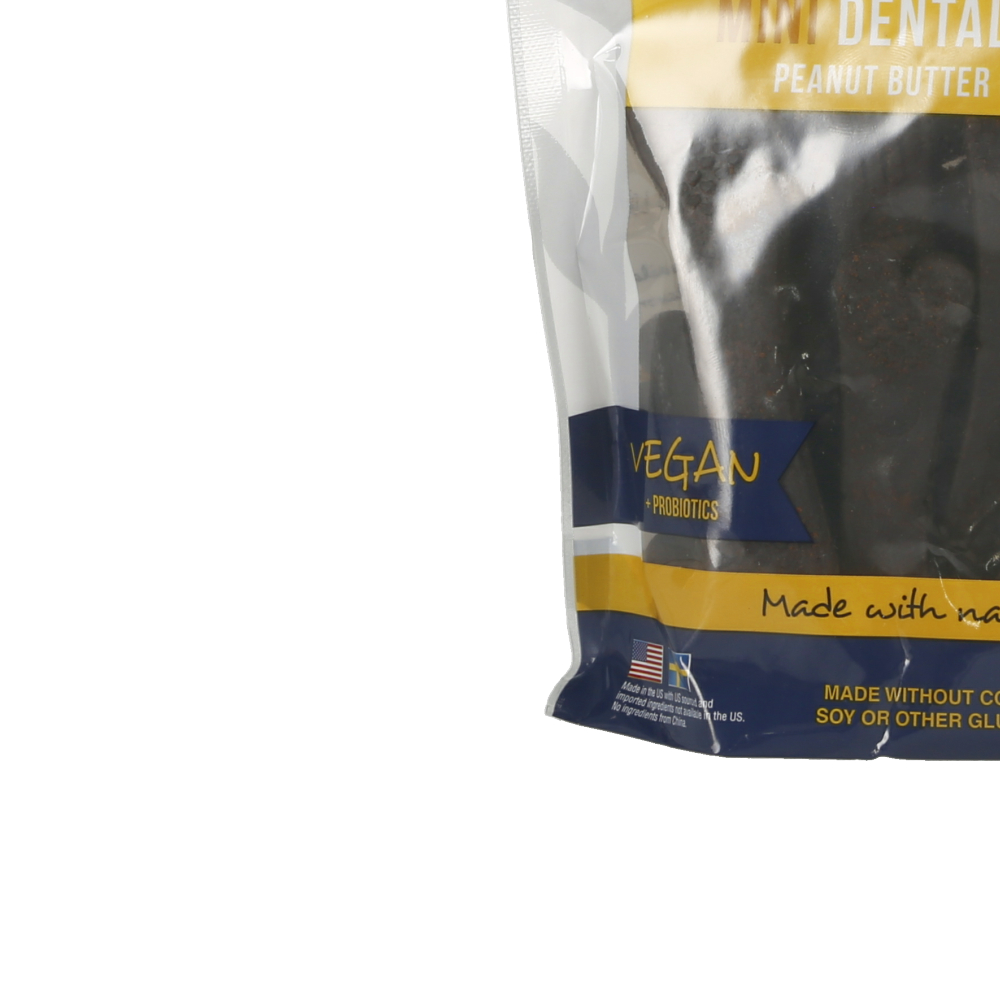 MINI DENTAL
PEANUT BUTTER
VEGAN
+ PROBIOTICS
Made with na
Made in the US with US sourced and
imported ingredients not available in the US.
No ingredients from China.
MADE WITHOUT CO
SOY OR OTHER GLU